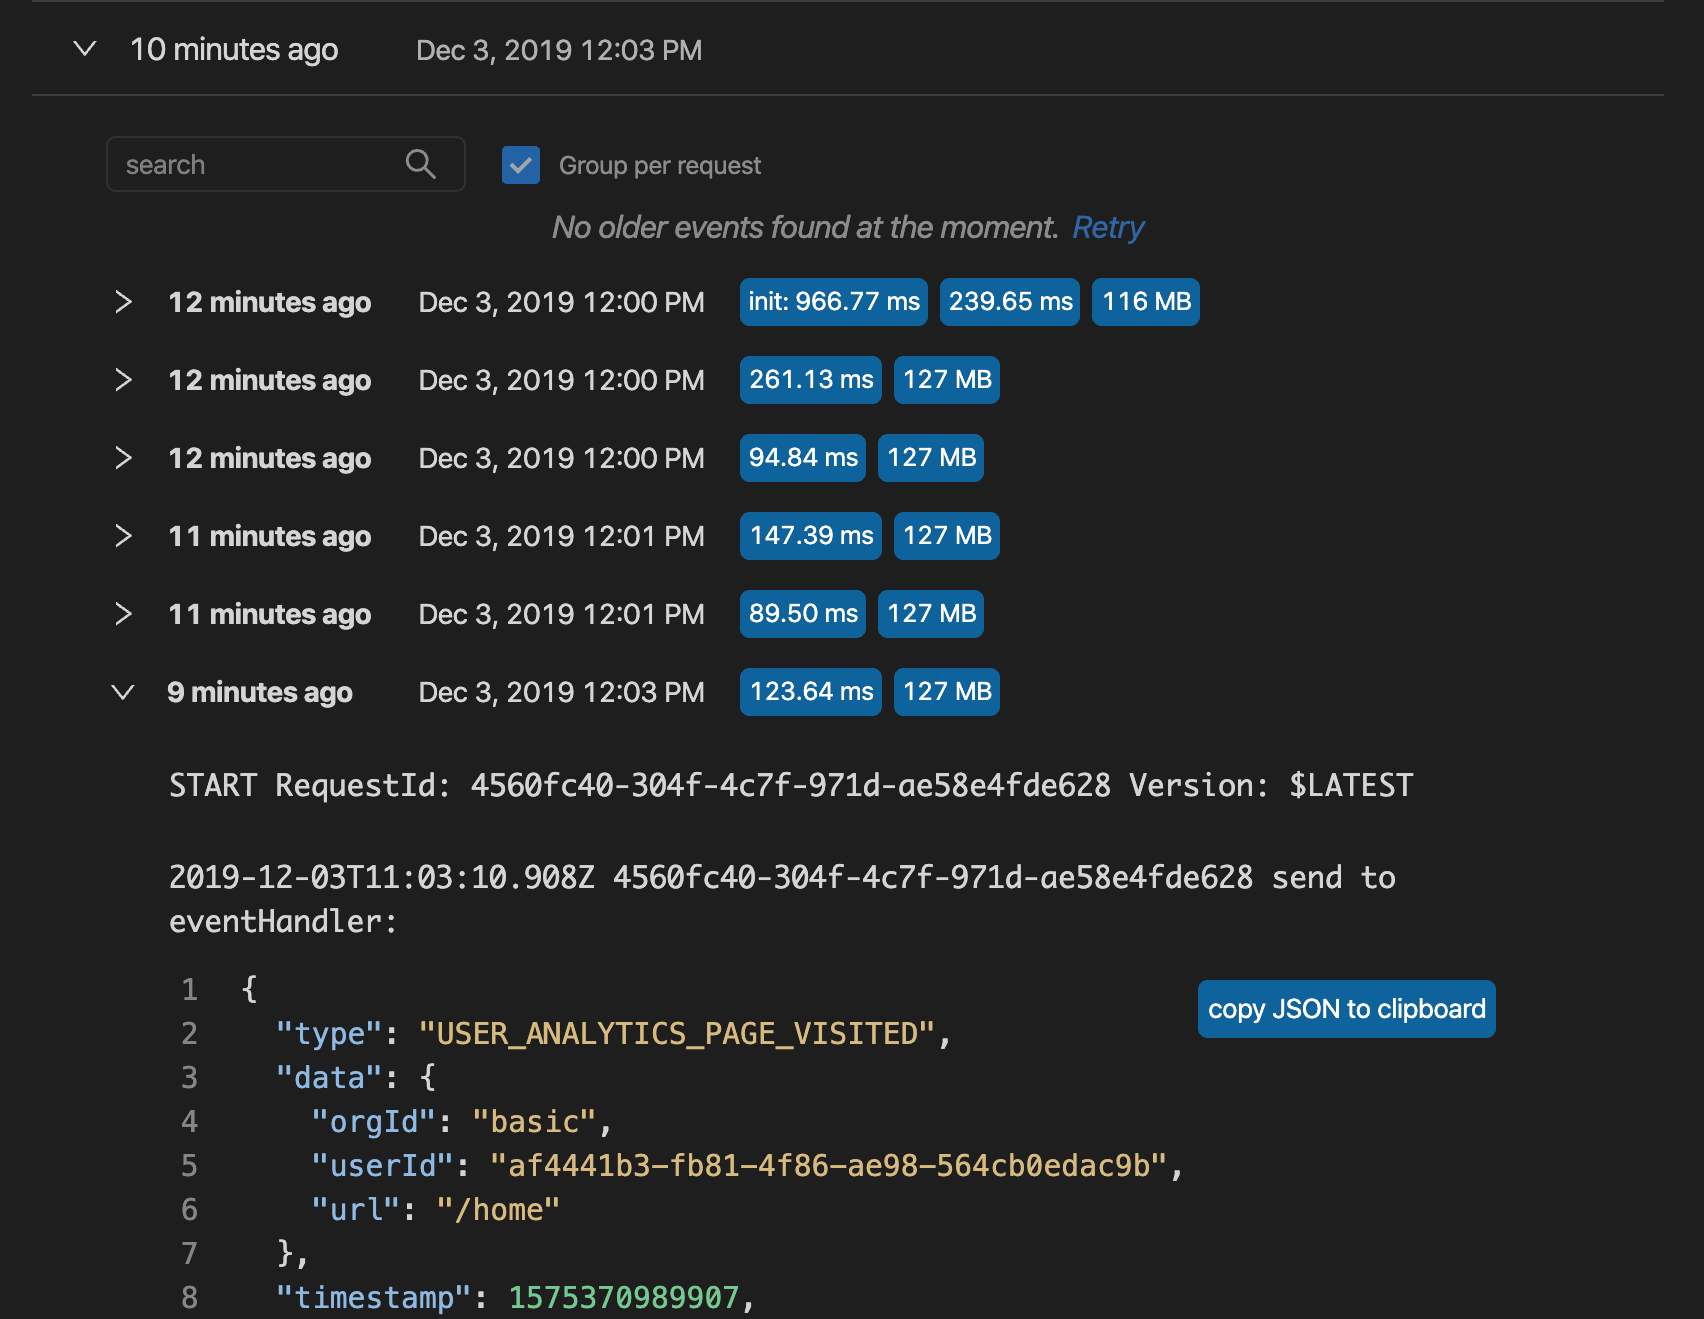 10 minutes ago Dec 3, 2019 12:03 PM
search Group per request
No older events found at the moment. Retry
12 minutes ago Dec 3, 2019 12:00 PM init: 966.77 ms 239.65 ms 116 MB
12 minutes ago Dec 3, 2019 12:00 PM 261.13 ms 127 MB
12 minutes ago Dec 3, 2019 12:00 PM 94.84 ms 127 MB
11 minutes ago Dec 3, 2019 12:01 PM 147.39 ms 127 MB
11 minutes ago Dec 3, 2019 12:01 PM 89.50 ms 127 MB
9 minutes ago Dec 3, 2019 12:03 PM 123.64 ms 127 MB
START RequestId: 4560fc40-304f-4c7f-971d-ae58e4fde628 Version: $LATEST
2019-12-03T11:03:10.908Z 4560fc40-304f-4c7f-971d-ae58e4fde628 send to
eventHandler:
1 {
copy JSON to clipboard
2 "type": "USER_ANALYTICS_PAGE_VISITED",
3 "data": {
4 "orgId": "basic",
5 "userId": "af4441b3-fb81-4f86-ae98-564cb0edac9b",
6 "url": "/home"
7 },
8 "timestamp": 1575370989907,